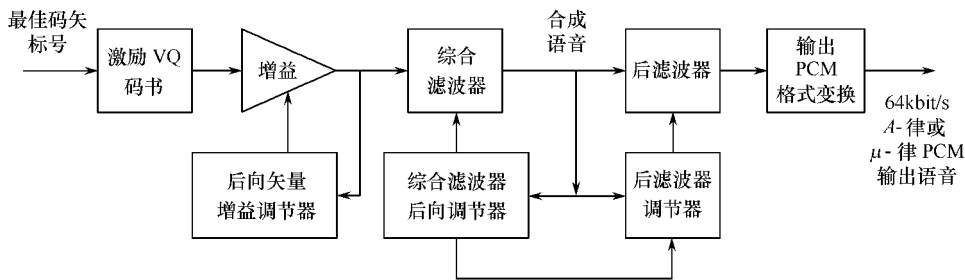 最佳码矢
标号
激励 VQ
码书
增益
综合
滤波器
合成
语音
后滤波器
输出
PCM
格式变换
64kbit/s
A- 律或
μ- 律 PCM
输出语音
后向矢量
增益调节器
综合滤波器
后向调节器
后滤波器
调节器